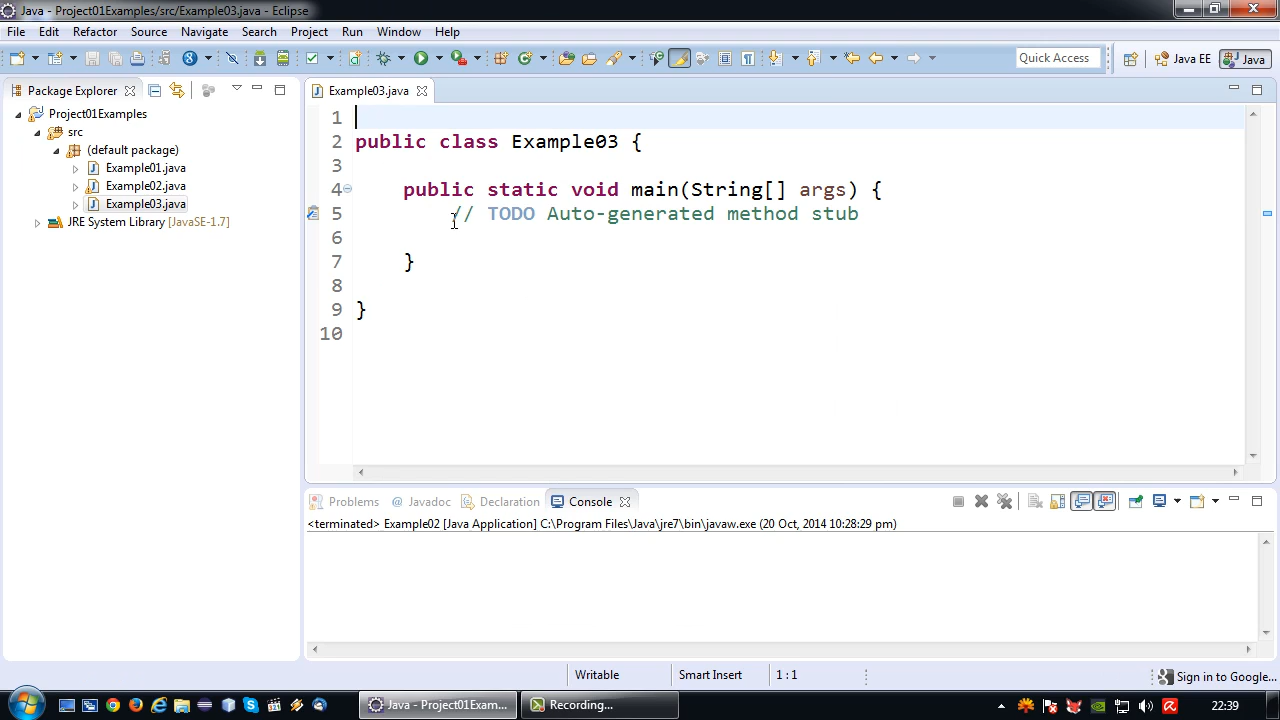 Java - Project01Examples/src/Example03.java - Eclipse
File Edit Refactor Source Navigate Search Project Run Window Help
Quick Access Java EE Java
Package Explorer
Project01Examples
src
(default package)
Example01.java
Example02.java
Example03.java
JRE System Library [JavaSE-1.7]
Example03.java
1
2 public class Example03 {
3
4 public static void main(String[] args) {
5 // TODO Auto-generated method stub
6
7 }
8
9 }
10
Problems @ Javadoc Declaration Console
<terminated> Example02 [Java Application] C:\Program Files\Java\jre7\bin\javaw.exe (20 Oct, 2014 10:28:29 pm)
Writable Smart Insert 1 : 1 Sign in to Google...
Java - Project01Exam... Recording... 22:39